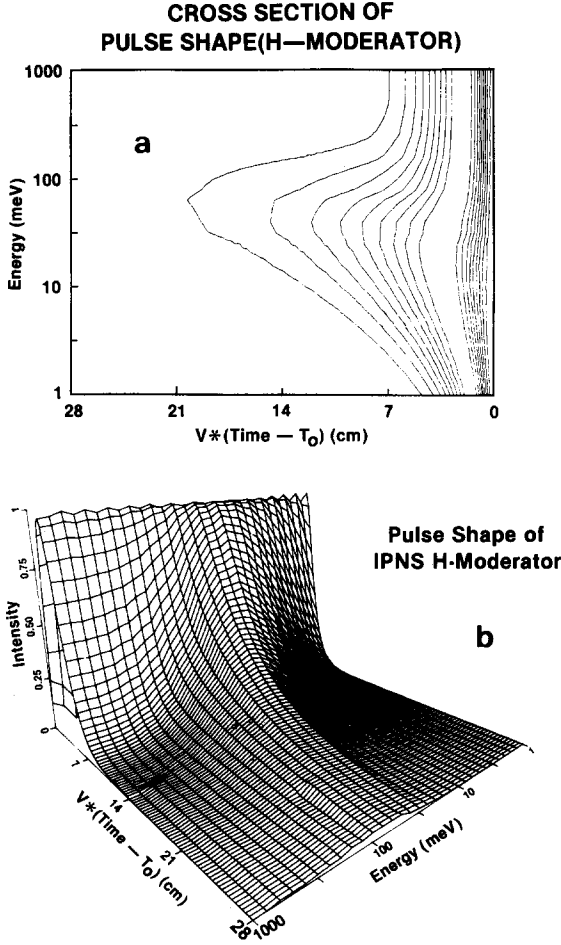 CROSS SECTION OF
PULSE SHAPE(H—MODERATOR)
a
Energy (meV)
1000
100
10
1
28 21 14 7 0
V*(Time — To) (cm)
Pulse Shape of
IPNS H-Moderator
b
Intensity
1
0.75
0.50
0.25
0
7
14
21
28
V*(Time — To) (cm)
1000
100
10
1
Energy (meV)